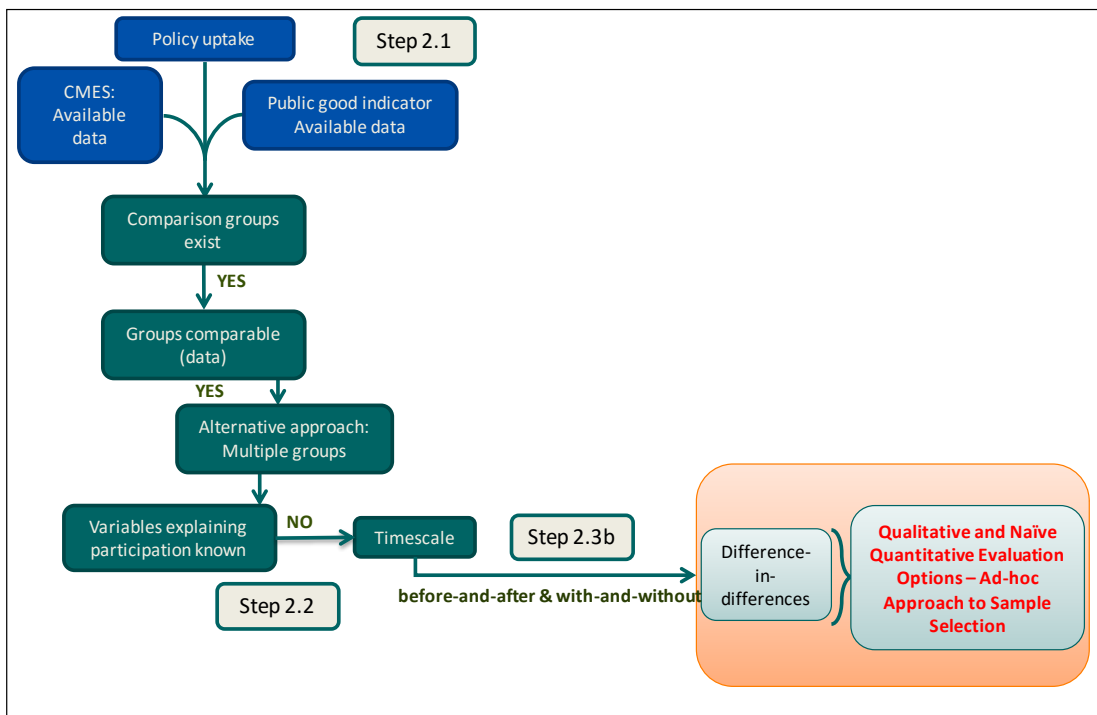 Policy uptake
Step 2.1
CMES:
Available
data
Public good indicator
Available data
Comparison groups
exist
YES
Groups comparable
(data)
YES
Alternative approach:
Multiple groups
Variables explaining
participation known
NO
Timescale
Step 2.2
Step 2.3b
before-and-after & with-and-without
Difference-
in-
differences
Qualitative and Naïve
Quantitative Evaluation
Options – Ad-hoc
Approach to Sample
Selection